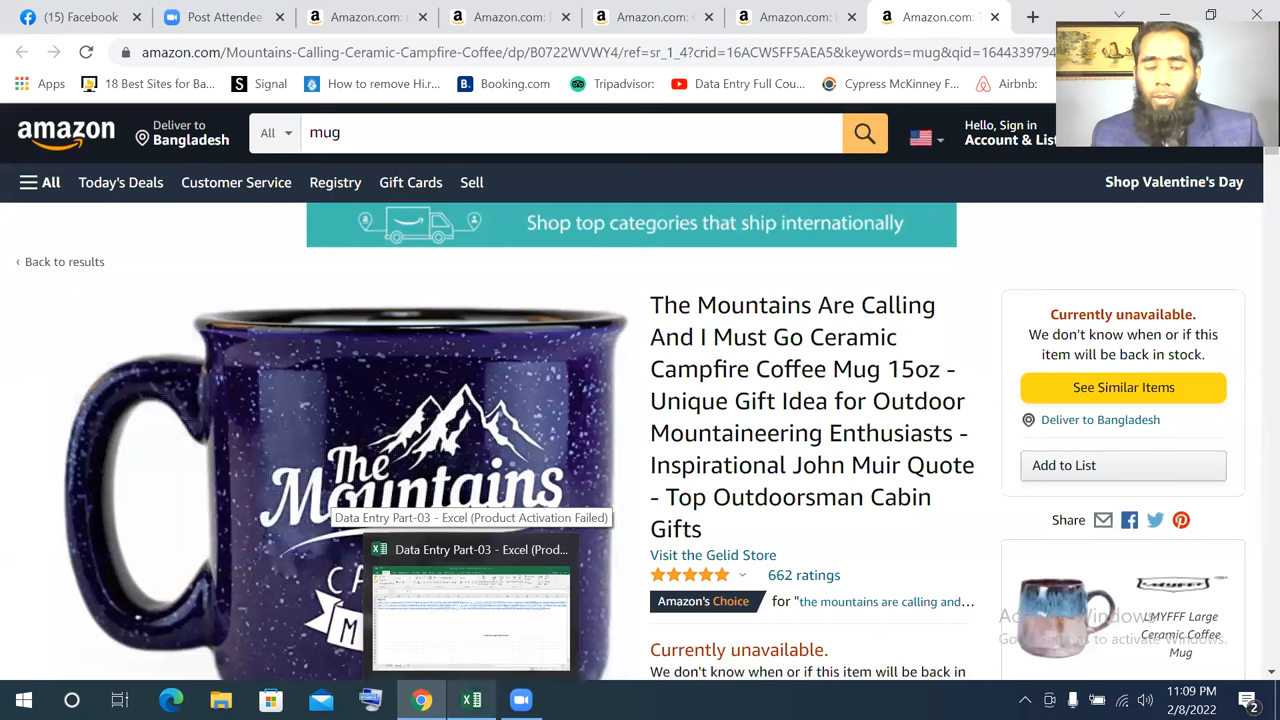 (15) Facebook
Post Attendee
Amazon.com:
Amazon.com:
Amazon.com:
Amazon.com:
Amazon.com:
amazon.com/Mountains-Calling-Ceramic-Campfire-Coffee/dp/B0722WVWY4/ref=sr_1_4?crid=16ACWSFF5AEA5&keywords=mug&qid=1644339794
Apps
18 Best Sites for Ba...
Signal
How
Booking.com
Tripadvisor
Data Entry Full Cou...
Cypress McKinney F...
Airbnb:
amazon
Deliver to
Bangladesh
All
mug
Hello, Sign in
Account & List
All
Today's Deals
Customer Service
Registry
Gift Cards
Sell
Shop Valentine's Day
Shop top categories that ship internationally
‹ Back to results
The Mountains Are Calling
And I Must Go Ceramic
Campfire Coffee Mug 15oz -
Unique Gift Idea for Outdoor
Mountaineering Enthusiasts -
Inspirational John Muir Quote
- Top Outdoorsman Cabin
Gifts
Visit the Gelid Store
662 ratings
Amazon's Choice for "the mountains are calling and...
Currently unavailable.
We don't know when or if this item will be back in
Currently unavailable.
We don't know when or if this
item will be back in stock.
See Similar Items
Deliver to Bangladesh
Add to List
Share
LMYFFF Large
Ceramic Coffee
Mug
The
Mountains
Data Entry Part-03 - Excel (Product Activation Failed)
Data Entry Part-03 - Excel (Prod...
11:09 PM
2/8/2022
2